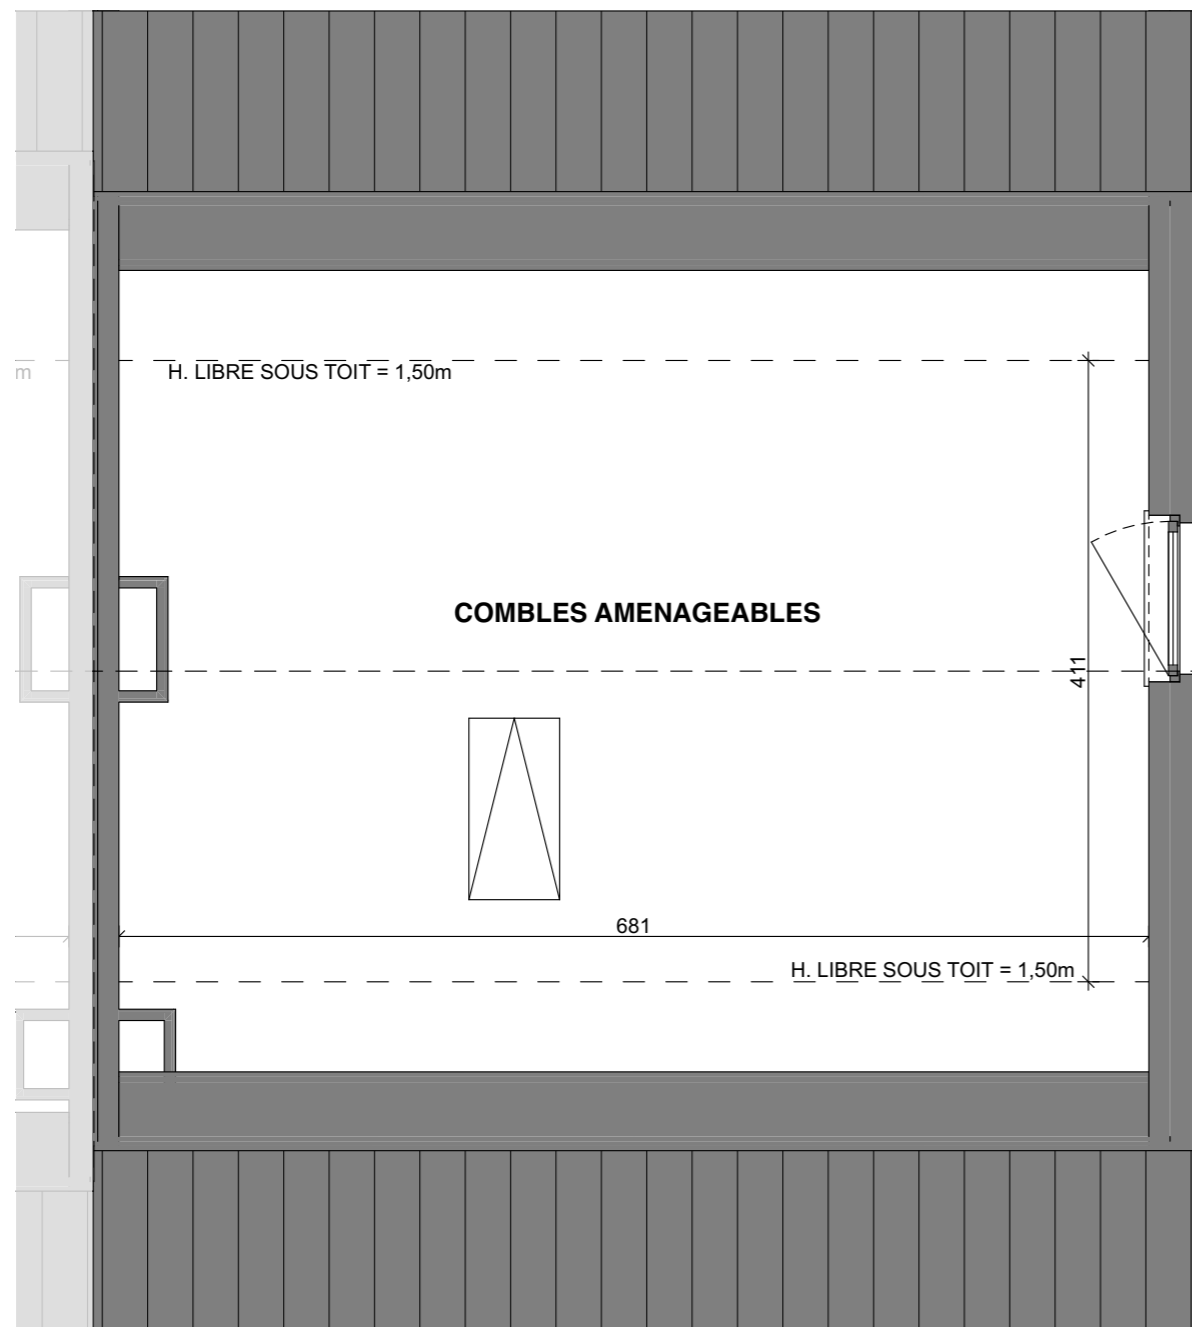 m
H. LIBRE SOUS TOIT = 1,50m
COMBLES AMENAGEABLES
411
681
H. LIBRE SOUS TOIT = 1,50m